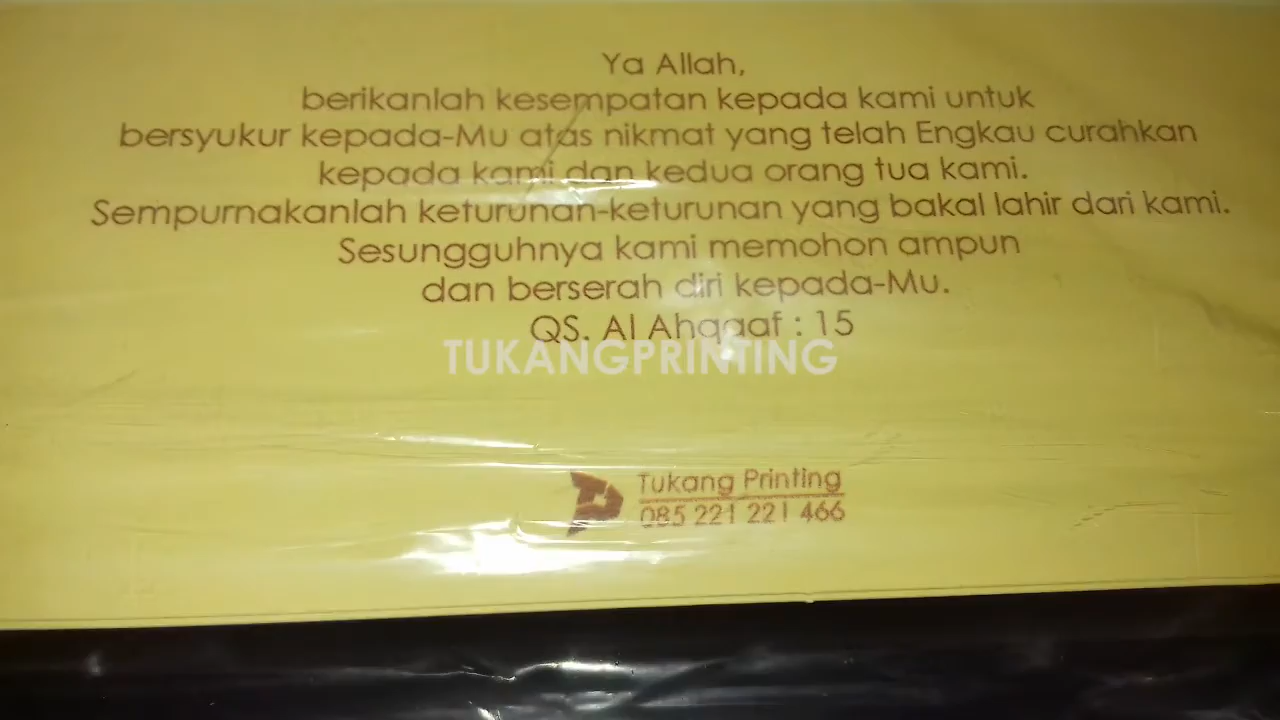 Ya Allah,
berikanlah kesempatan kepada kami untuk
bersyukur kepada-Mu atas nikmat yang telah Engkau curahkan
kepada kami dan kedua orang tua kami.
Sempurnakanlah keturunan-keturunan yang bakal lahir dari kami.
Sesungguhnya kami memohon ampun
dan berserah diri kepada-Mu.
QS. Al Ahqaaf : 15
TUKANGPRINTING
Tukang Printing
085 221 221 466